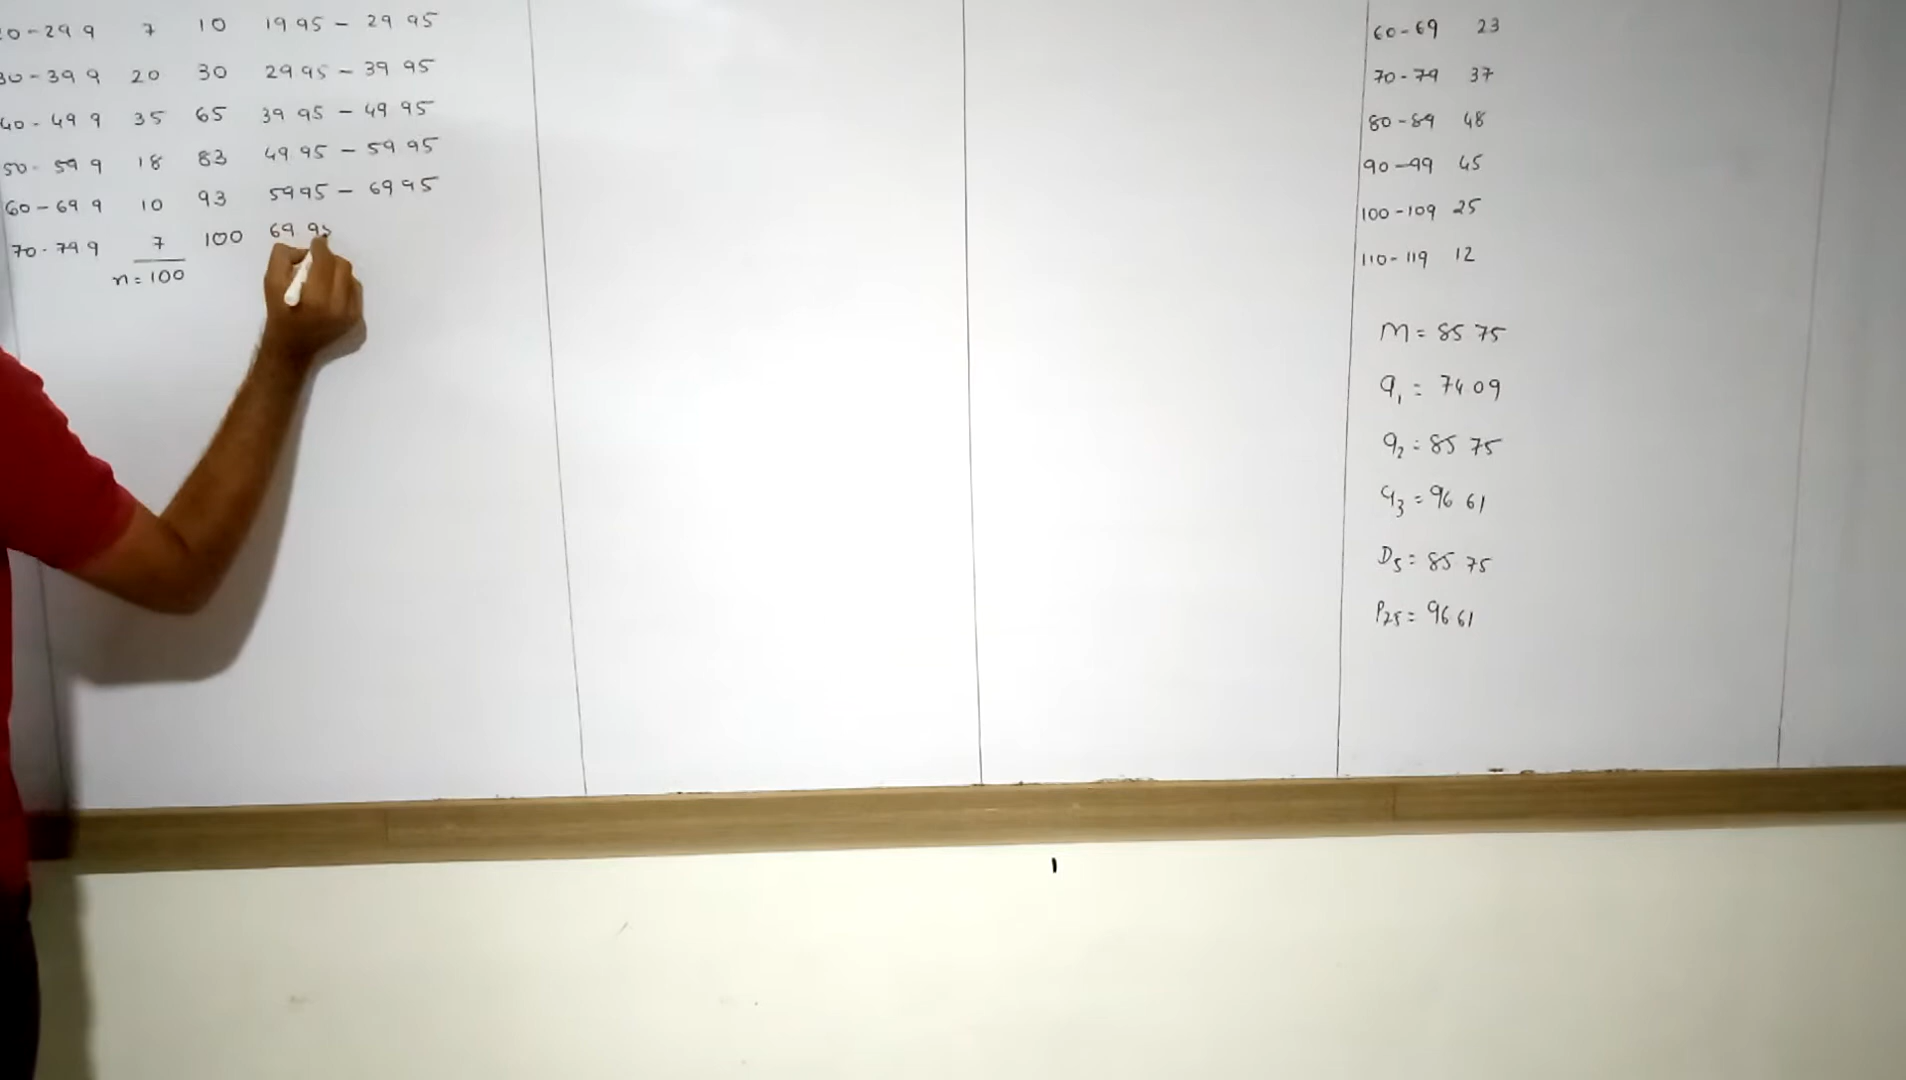 20-29 9 7 10 19 95 - 29 95
30-39 9 20 30 29 95 - 39 95
40-49 9 35 65 39 95 - 49 95
50-59 9 18 83 49 95 - 59 95
60-69 9 10 93 59 95 - 69 95
70-79 9 7 100 69 95
n = 100
60-69 23
70-79 37
80-89 48
90-99 45
100-109 25
110-119 12
M = 85 75
q1 = 74 09
q2 = 85 75
q3 = 96 61
D5 = 85 75
P25 = 96 61